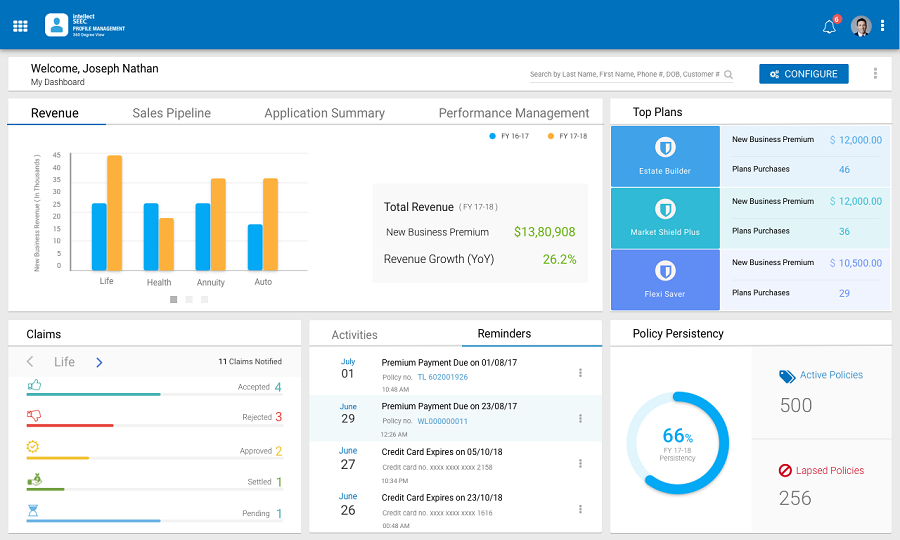 intellect
SEEC
PROFILE MANAGEMENT
360 Degree View
6
Welcome, Joseph Nathan
My Dashboard
Search by Last Name, First Name, Phone #, DOB, Customer #
CONFIGURE
Revenue
Sales Pipeline
Application Summary
Performance Management
FY 16-17
FY 17-18
New Business Revenue ( In Thousands )
45
40
35
30
25
20
15
10
5
0
Life
Health
Annuity
Auto
Total Revenue ( FY 17-18 )
New Business Premium $13,80,908
Revenue Growth (YoY) 26.2%
Top Plans
Estate Builder
New Business Premium $ 12,000.00
Plans Purchases 46
Market Shield Plus
New Business Premium $ 12,000.00
Plans Purchases 36
Flexi Saver
New Business Premium $ 10,500.00
Plans Purchases 29
Claims
Life
11 Claims Notified
Accepted 4
Rejected 3
Approved 2
Settled 1
Pending 1
Activities
Reminders
July
01
Premium Payment Due on 01/08/17
Policy no. TL 602001926
10:48 AM
June
29
Premium Payment Due on 23/08/17
Policy no. WL000000011
12:26 AM
June
27
Credit Card Expires on 05/10/18
Credit card no. xxxx xxxx xxxx 2158
10:34 PM
June
26
Credit Card Expires on 23/10/18
Credit card no. xxxx xxxx xxxx 1616
00:48 AM
Policy Persistency
66%
FY 17-18
Persistency
Active Policies
500
Lapsed Policies
256